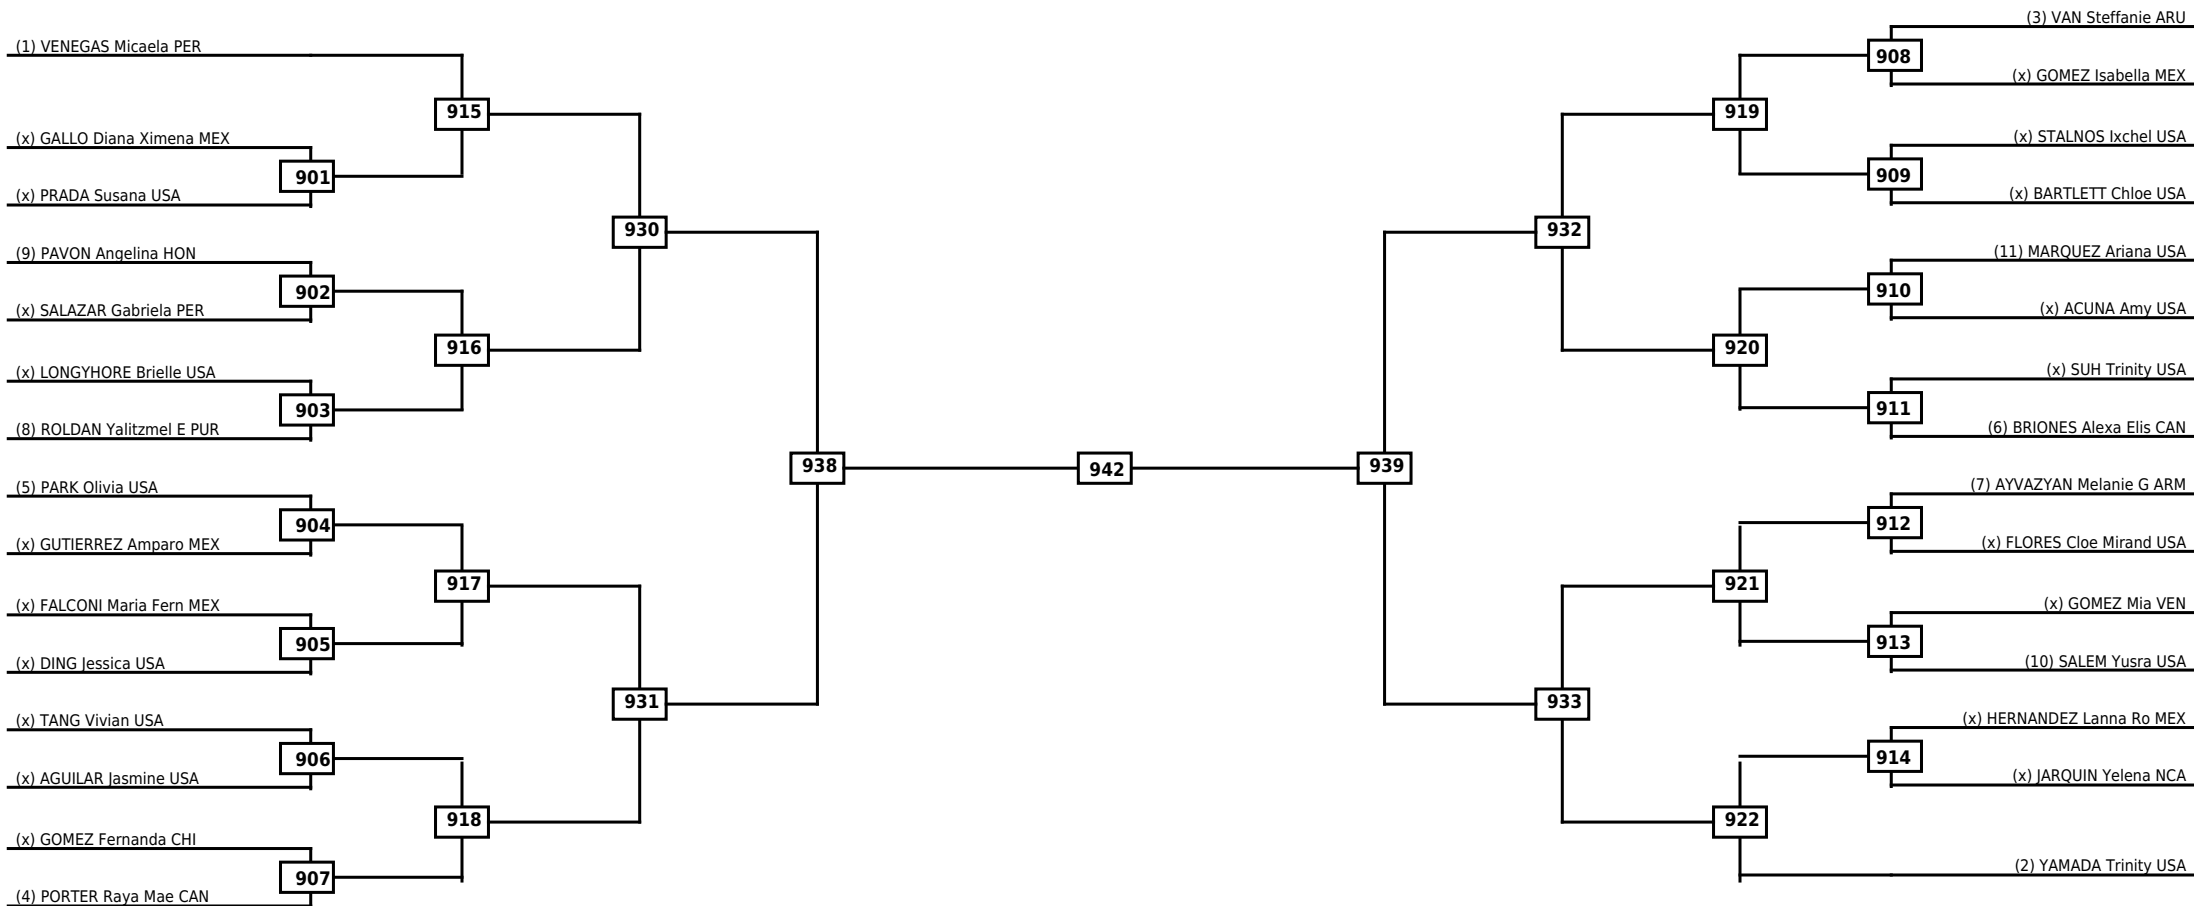 (1) VENEGAS Micaela PER
(x) GALLO Diana Ximena MEX
(x) PRADA Susana USA
(9) PAVON Angelina HON
(x) SALAZAR Gabriela PER
(x) LONGYHORE Brielle USA
(8) ROLDAN Yalitzmel E PUR
(5) PARK Olivia USA
(x) GUTIERREZ Amparo MEX
(x) FALCONI Maria Fern MEX
(x) DING Jessica USA
(x) TANG Vivian USA
(x) AGUILAR Jasmine USA
(x) GOMEZ Fernanda CHI
(4) PORTER Raya Mae CAN
901
902
903
904
905
906
907
915
916
917
918
930
931
938
942
939
932
933
919
920
921
922
908
909
910
911
912
913
914
(3) VAN Steffanie ARU
(x) GOMEZ Isabella MEX
(x) STALNOS Ixchel USA
(x) BARTLETT Chloe USA
(11) MARQUEZ Ariana USA
(x) ACUNA Amy USA
(x) SUH Trinity USA
(6) BRIONES Alexa Elis CAN
(7) AYVAZYAN Melanie G ARM
(x) FLORES Cloe Mirand USA
(x) GOMEZ Mia VEN
(10) SALEM Yusra USA
(x) HERNANDEZ Lanna Ro MEX
(x) JARQUIN Yelena NCA
(2) YAMADA Trinity USA